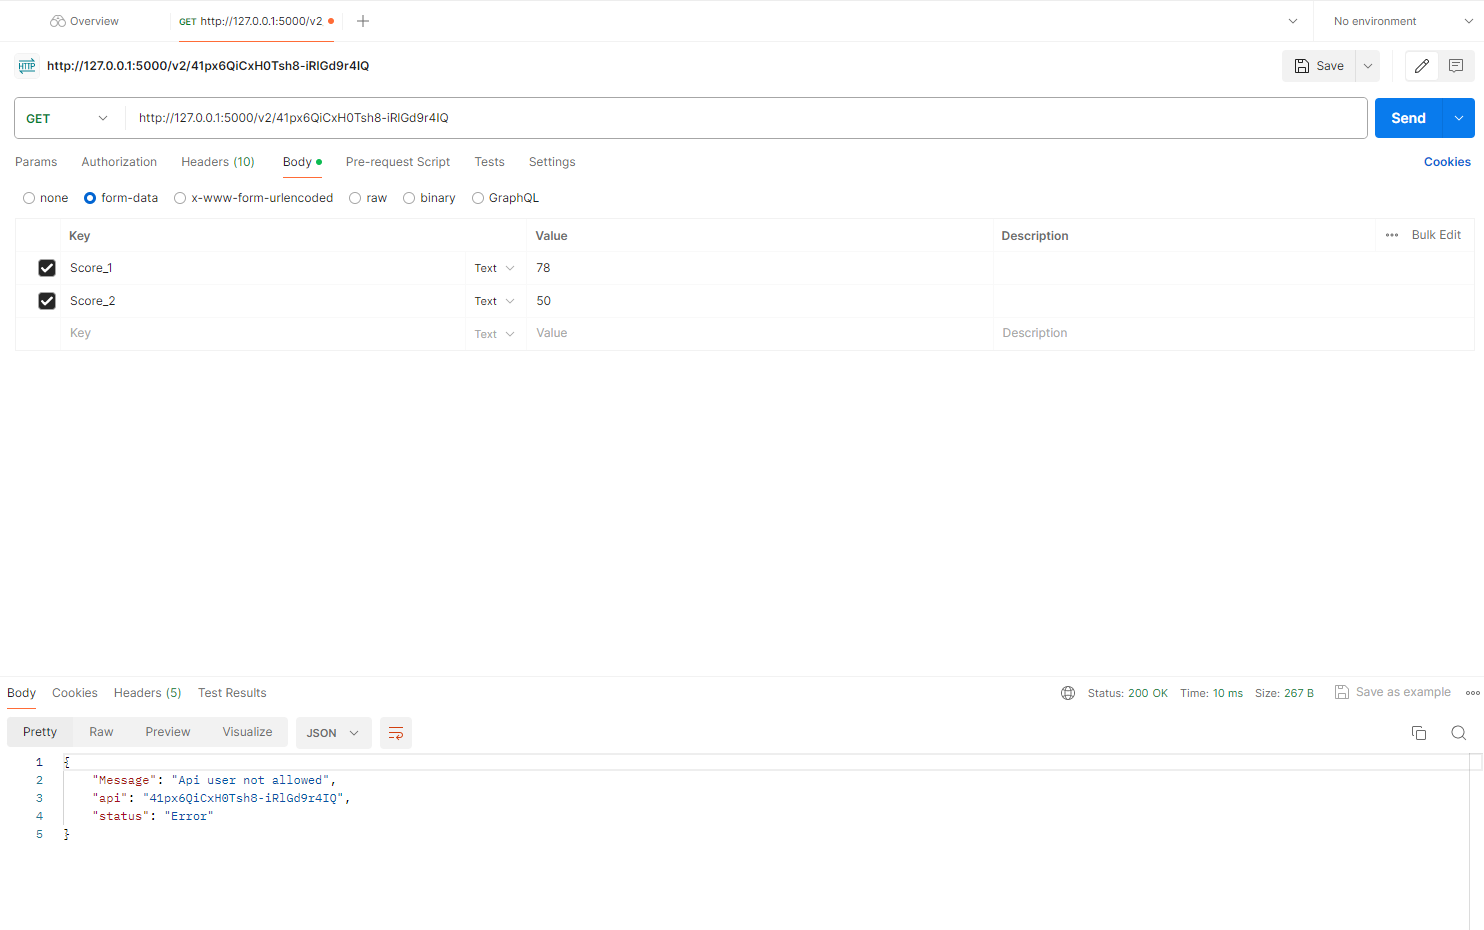 Overview
GET http://127.0.0.1:5000/v2
No environment
HTTP http://127.0.0.1:5000/v2/41px6QiCxH0Tsh8-iRlGd9r4IQ
Save
GET http://127.0.0.1:5000/v2/41px6QiCxH0Tsh8-iRlGd9r4IQ
Send
Params Authorization Headers (10) Body Pre-request Script Tests Settings Cookies
none form-data x-www-form-urlencoded raw binary GraphQL
Key Value Description Bulk Edit
Score_1 Text 78
Score_2 Text 50
Key Text Value Description
Body Cookies Headers (5) Test Results Status: 200 OK Time: 10 ms Size: 267 B Save as example
Pretty Raw Preview Visualize JSON
1 {
2 "Message": "Api user not allowed",
3 "api": "41px6QiCxH0Tsh8-iRlGd9r4IQ",
4 "status": "Error"
5 }